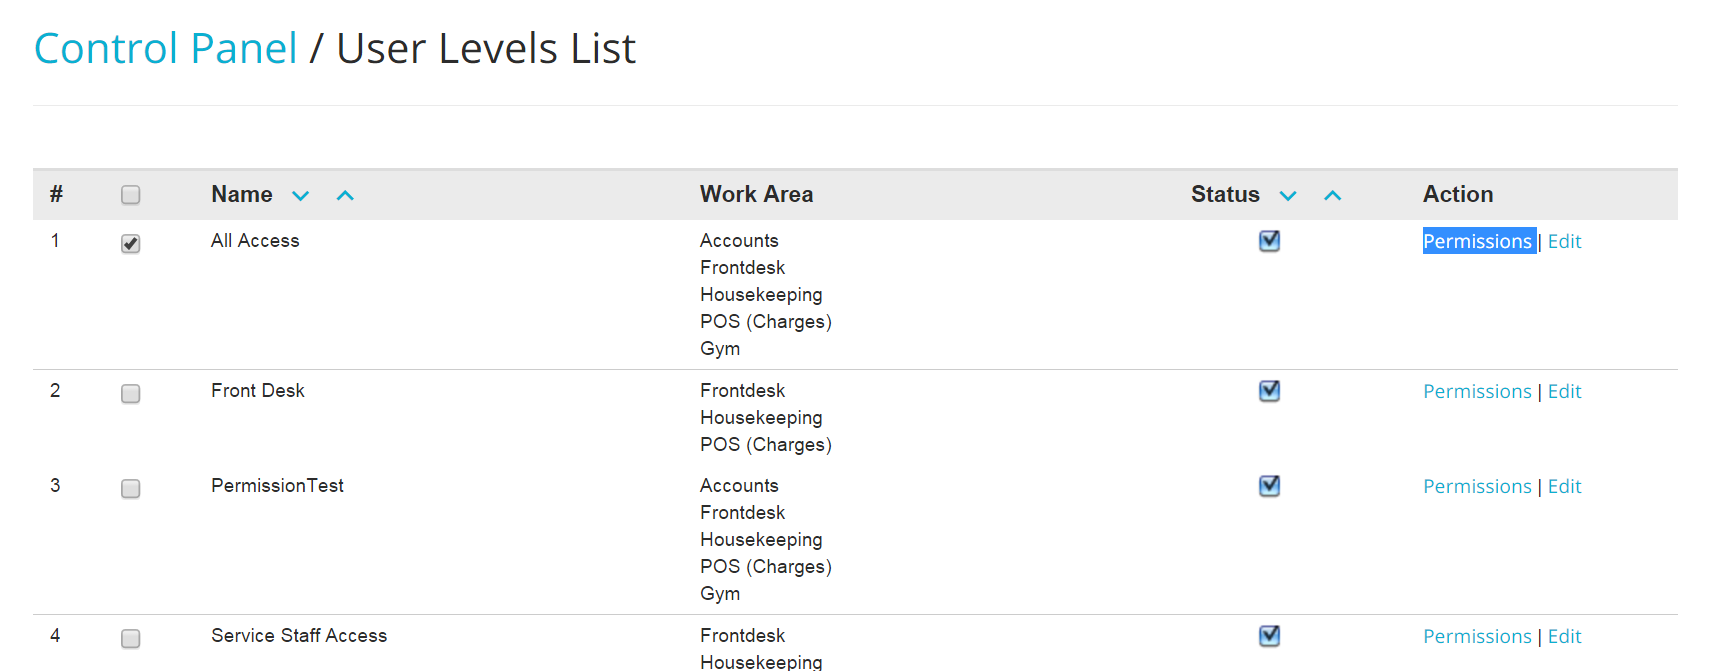 Control Panel / User Levels List
# Name Work Area Status Action
1 All Access Accounts Permissions | Edit
Frontdesk
Housekeeping
POS (Charges)
Gym
2 Front Desk Frontdesk Permissions | Edit
Housekeeping
POS (Charges)
3 PermissionTest Accounts Permissions | Edit
Frontdesk
Housekeeping
POS (Charges)
Gym
4 Service Staff Access Frontdesk Permissions | Edit
Housekeeping